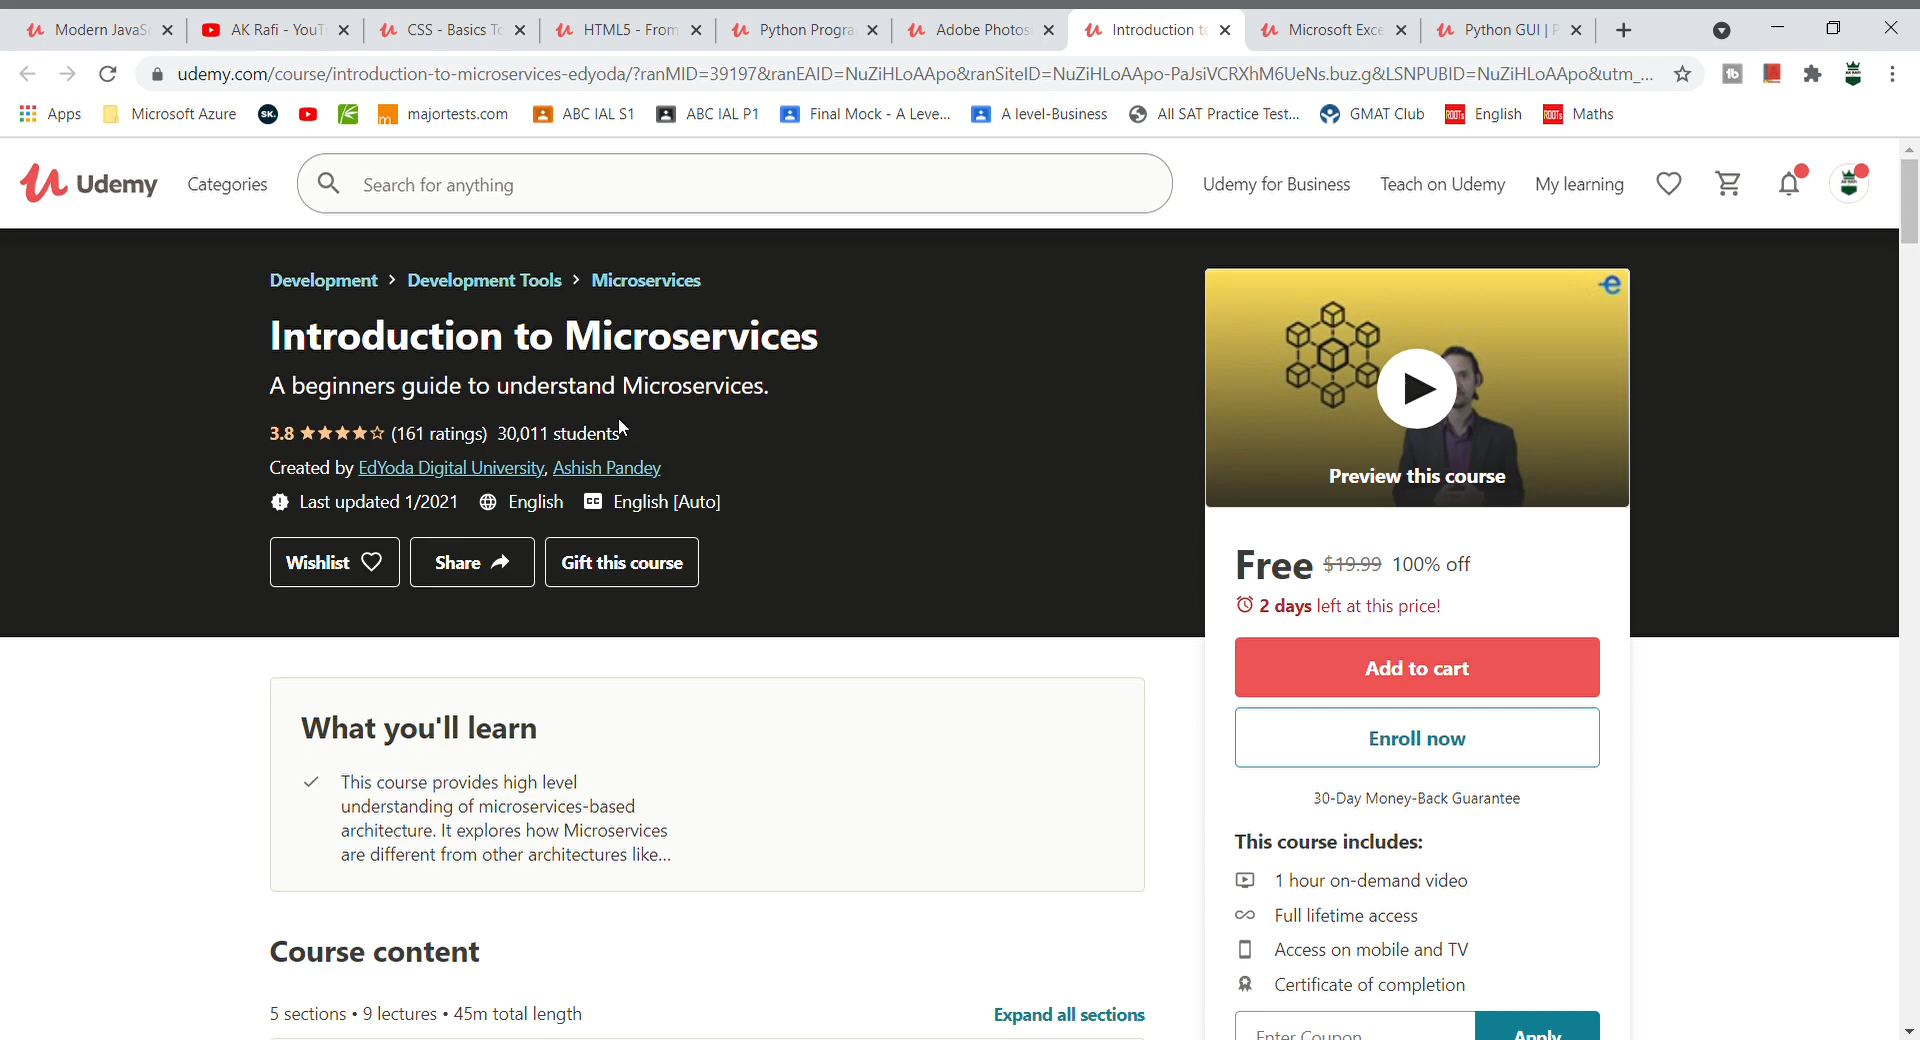 Modern JavaSc
AK Rafi - YouT
CSS - Basics To
HTML5 - From
Python Progra
Adobe Photos
Introduction to
Microsoft Exce
Python GUI | P
udemy.com/course/introduction-to-microservices-edyoda/?ranMID=39197&ranEAID=NuZiHLoAApo&ranSiteID=NuZiHLoAApo-PaJsiVCRXhM6UeNs.buz.g&LSNPUBID=NuZiHLoAApo&utm_...
Apps
Microsoft Azure
SK.
majortests.com
ABC IAL S1
ABC IAL P1
Final Mock - A Leve...
A level-Business
All SAT Practice Test...
GMAT Club
English
Maths
Udemy
Categories
Search for anything
Udemy for Business
Teach on Udemy
My learning
Development > Development Tools > Microservices
Introduction to Microservices
A beginners guide to understand Microservices.
3.8 (161 ratings) 30,011 students
Created by EdYoda Digital University, Ashish Pandey
Last updated 1/2021 English CC English [Auto]
Wishlist
Share
Gift this course
Preview this course
Free $19.99 100% off
2 days left at this price!
Add to cart
Enroll now
30-Day Money-Back Guarantee
This course includes:
1 hour on-demand video
Full lifetime access
Access on mobile and TV
Certificate of completion
Enter Coupon
Apply
What you'll learn
This course provides high level
understanding of microservices-based
architecture. It explores how Microservices
are different from other architectures like...
Course content
5 sections • 9 lectures • 45m total length
Expand all sections